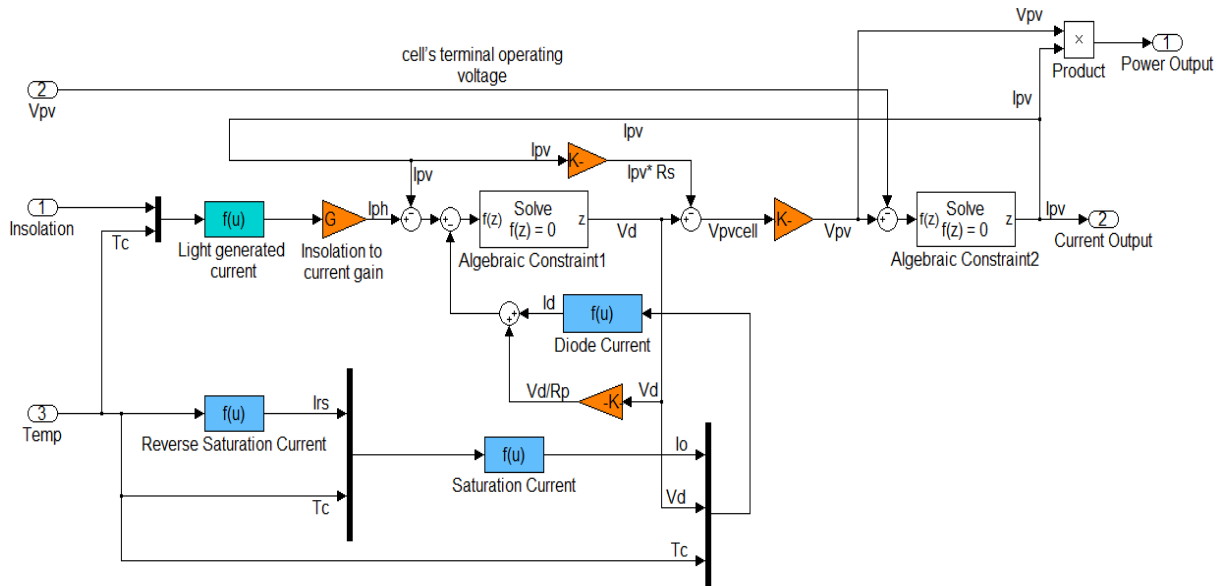 Vpv
×
1
Product
Power Output
cell's terminal operating
voltage
2
Vpv
Ipv
Ipv
Ipv
K-
Ipv* Rs
Ipv
1
Insolation
Tc
f(u)
Light generated
current
G
Insolation to
current gain
Iph
f(z)
Solve
f(z) = 0
z
Algebraic Constraint1
Vd
Vpvcell
K-
Vpv
f(z)
Solve
f(z) = 0
z
Algebraic Constraint2
Ipv
2
Current Output
Id
f(u)
Diode Current
Vd/Rp
-K-
Vd
3
Temp
f(u)
Reverse Saturation Current
Irs
Tc
f(u)
Saturation Current
Io
Vd
Tc